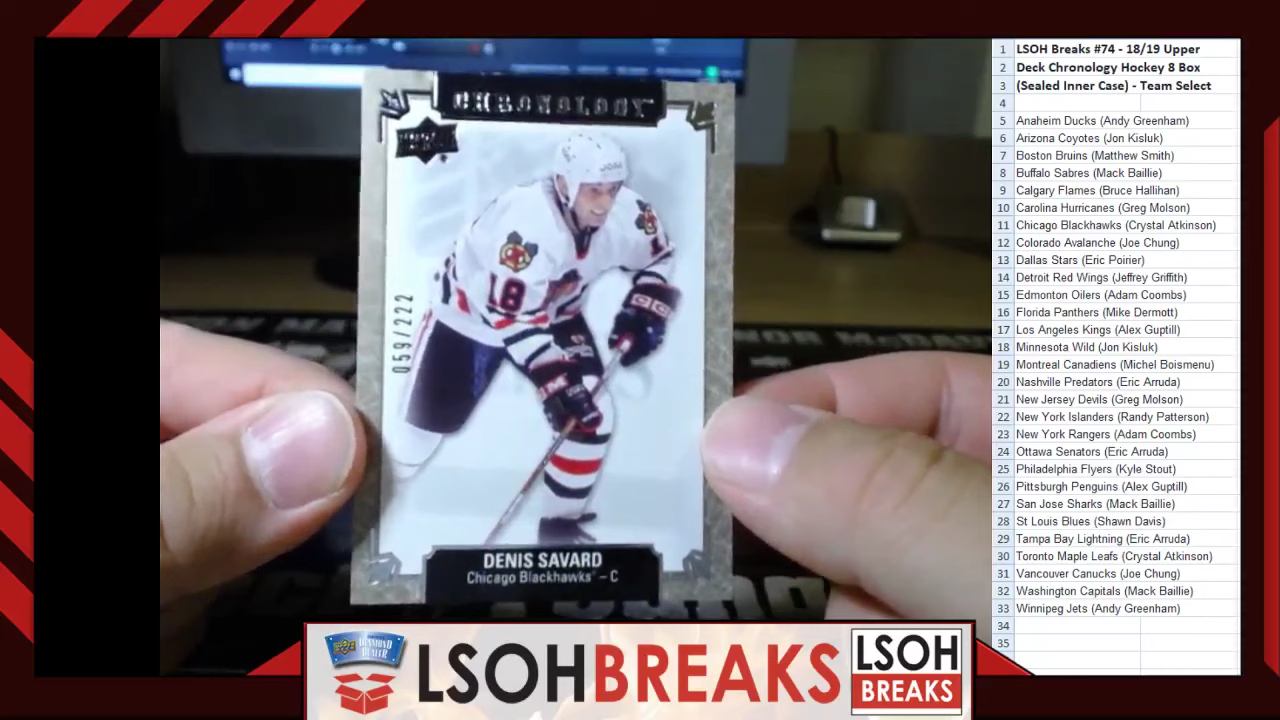 CHRONOLOGY
UPPER DECK
059/222
18
DENIS SAVARD
Chicago Blackhawks® – C
1 LSOH Breaks #74 - 18/19 Upper
2 Deck Chronology Hockey 8 Box
3 (Sealed Inner Case) - Team Select
4
5 Anaheim Ducks (Andy Greenham)
6 Arizona Coyotes (Jon Kisluk)
7 Boston Bruins (Matthew Smith)
8 Buffalo Sabres (Mack Baillie)
9 Calgary Flames (Bruce Hallihan)
10 Carolina Hurricanes (Greg Molson)
11 Chicago Blackhawks (Crystal Atkinson)
12 Colorado Avalanche (Joe Chung)
13 Dallas Stars (Eric Poirier)
14 Detroit Red Wings (Jeffrey Griffith)
15 Edmonton Oilers (Adam Coombs)
16 Florida Panthers (Mike Dermott)
17 Los Angeles Kings (Alex Guptill)
18 Minnesota Wild (Jon Kisluk)
19 Montreal Canadiens (Michel Boismenu)
20 Nashville Predators (Eric Arruda)
21 New Jersey Devils (Greg Molson)
22 New York Islanders (Randy Patterson)
23 New York Rangers (Adam Coombs)
24 Ottawa Senators (Eric Arruda)
25 Philadelphia Flyers (Kyle Stout)
26 Pittsburgh Penguins (Alex Guptill)
27 San Jose Sharks (Mack Baillie)
28 St Louis Blues (Shawn Davis)
29 Tampa Bay Lightning (Eric Arruda)
30 Toronto Maple Leafs (Crystal Atkinson)
31 Vancouver Canucks (Joe Chung)
32 Washington Capitals (Mack Baillie)
33 Winnipeg Jets (Andy Greenham)
34
35
DIAMOND
DEALER
LSOHBREAKS
LSOH
BREAKS